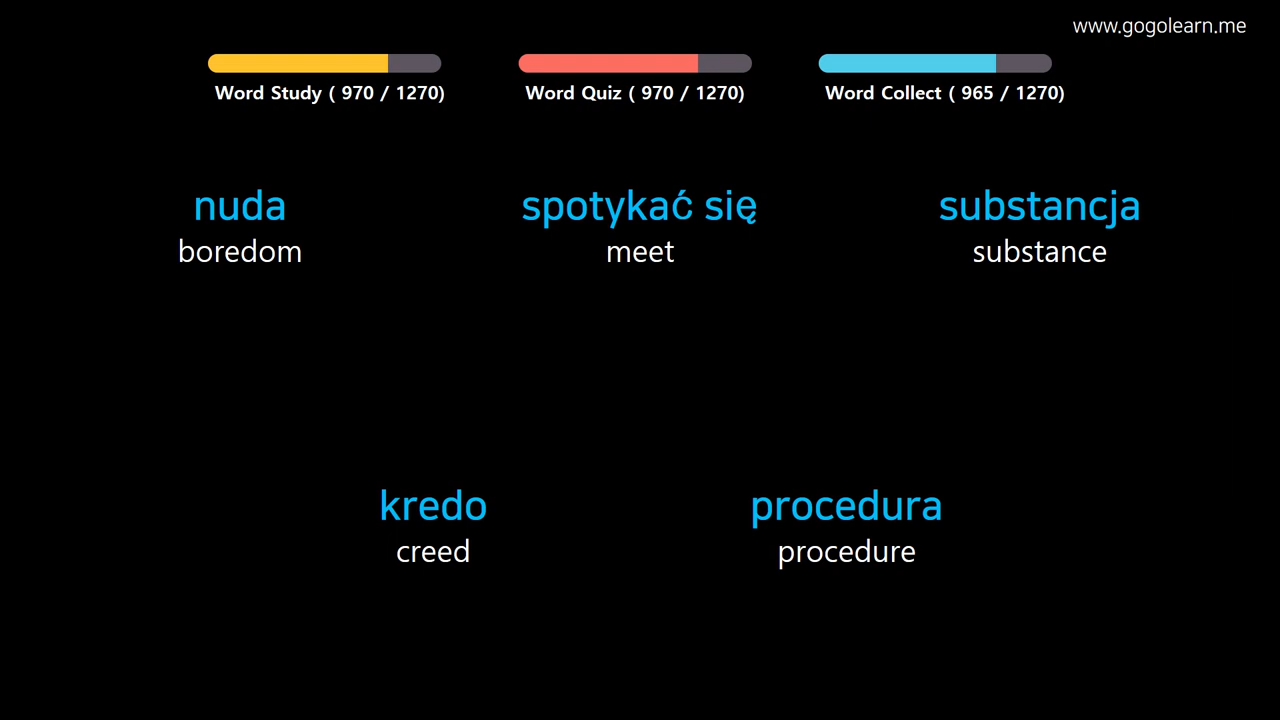 www.gogolearn.me
Word Study ( 970 / 1270)
Word Quiz ( 970 / 1270)
Word Collect ( 965 / 1270)
nuda
boredom
spotykać się
meet
substancja
substance
kredo
creed
procedura
procedure